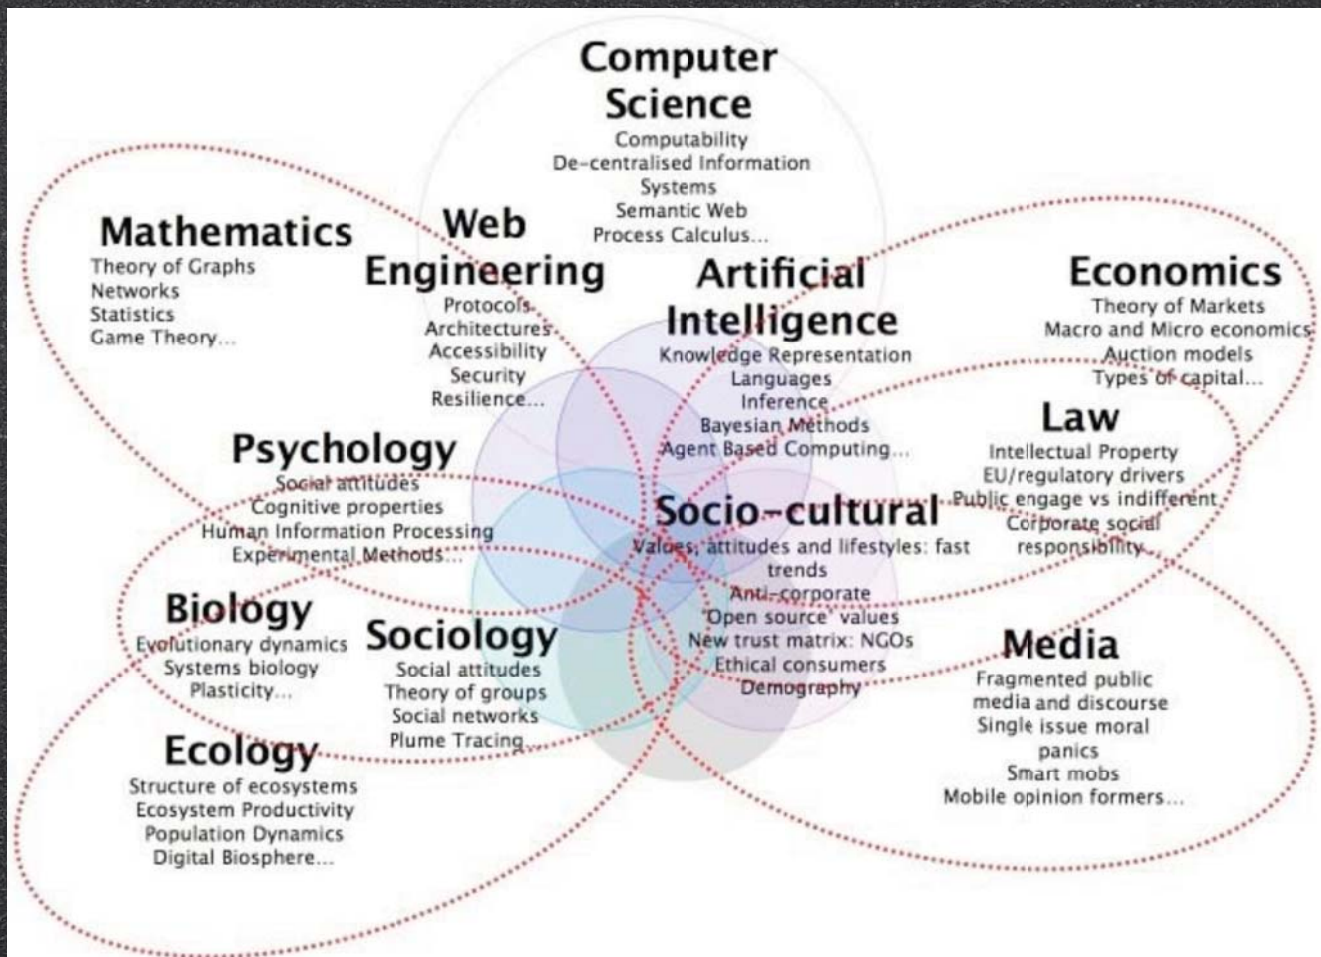 Computer
Science
Computability
De-centralised Information
Systems
Semantic Web
Process Calculus...
Mathematics
Theory of Graphs
Networks
Statistics
Game Theory...
Web
Engineering
Protocols
Architectures
Accessibility
Security
Resilience...
Artificial
Intelligence
Knowledge Representation
Languages
Inference
Bayesian Methods
Agent Based Computing...
Economics
Theory of Markets
Macro and Micro economics
Auction models
Types of capital...
Law
Intellectual Property
EU/regulatory drivers
Public engage vs indifferent
Corporate social
responsibility
Psychology
Social attitudes
Cognitive properties
Human Information Processing
Experimental Methods...
Socio-cultural
Values, attitudes and lifestyles: fast
trends
Anti-corporate
'Open source' values
New trust matrix: NGOs
Ethical consumers
Demography
Biology
Evolutionary dynamics
Systems biology
Plasticity...
Sociology
Social attitudes
Theory of groups
Social networks
Plume Tracing...
Media
Fragmented public
media and discourse
Single issue moral
panics
Smart mobs
Mobile opinion formers...
Ecology
Structure of ecosystems
Ecosystem Productivity
Population Dynamics
Digital Biosphere...